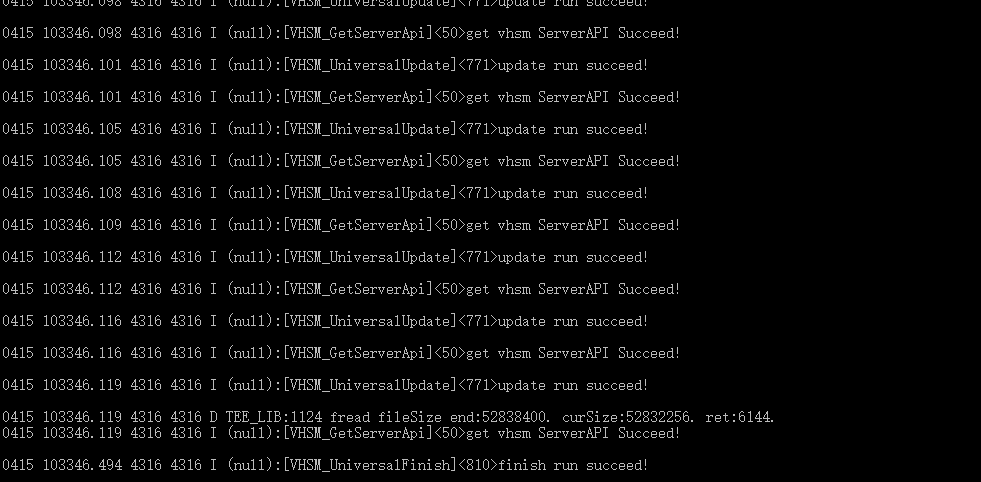 0415 103346.098 4316 4316 I (null):[VHSM_UniversalUpdate]<771>update run succeed!
0415 103346.098 4316 4316 I (null):[VHSM_GetServerApi]<50>get vhsm ServerAPI Succeed!
0415 103346.101 4316 4316 I (null):[VHSM_UniversalUpdate]<771>update run succeed!
0415 103346.101 4316 4316 I (null):[VHSM_GetServerApi]<50>get vhsm ServerAPI Succeed!
0415 103346.105 4316 4316 I (null):[VHSM_UniversalUpdate]<771>update run succeed!
0415 103346.105 4316 4316 I (null):[VHSM_GetServerApi]<50>get vhsm ServerAPI Succeed!
0415 103346.108 4316 4316 I (null):[VHSM_UniversalUpdate]<771>update run succeed!
0415 103346.109 4316 4316 I (null):[VHSM_GetServerApi]<50>get vhsm ServerAPI Succeed!
0415 103346.112 4316 4316 I (null):[VHSM_UniversalUpdate]<771>update run succeed!
0415 103346.112 4316 4316 I (null):[VHSM_GetServerApi]<50>get vhsm ServerAPI Succeed!
0415 103346.116 4316 4316 I (null):[VHSM_UniversalUpdate]<771>update run succeed!
0415 103346.116 4316 4316 I (null):[VHSM_GetServerApi]<50>get vhsm ServerAPI Succeed!
0415 103346.119 4316 4316 I (null):[VHSM_UniversalUpdate]<771>update run succeed!
0415 103346.119 4316 4316 D TEE_LIB:1124 fread fileSize end:52838400. curSize:52832256. ret:6144.
0415 103346.119 4316 4316 I (null):[VHSM_GetServerApi]<50>get vhsm ServerAPI Succeed!
0415 103346.494 4316 4316 I (null):[VHSM_UniversalFinish]<810>finish run succeed!